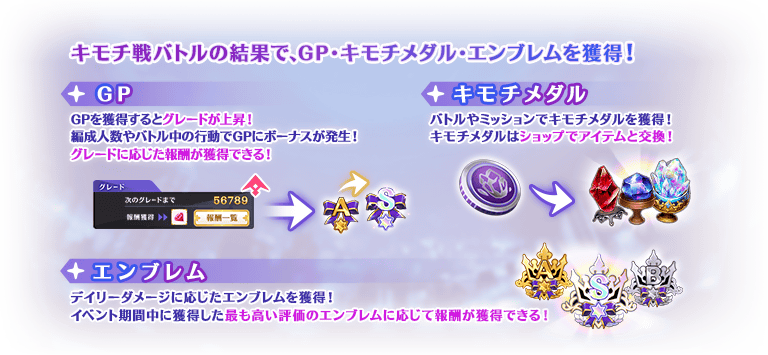 キモチ戦バトルの結果で、GP・キモチメダル・エンブレムを獲得！
GP
GPを獲得するとグレードが上昇！
編成人数やバトル中の行動でGPにボーナスが発生！
グレードに応じた報酬が獲得できる！
グレード
次のグレードまで 56789
報酬獲得 報酬一覧
A S
キモチメダル
バトルやミッションでキモチメダルを獲得！
キモチメダルはショップでアイテムと交換！
エンブレム
デイリーダメージに応じたエンブレムを獲得！
イベント期間中に獲得した最も高い評価のエンブレムに応じて報酬が獲得できる！
A S B